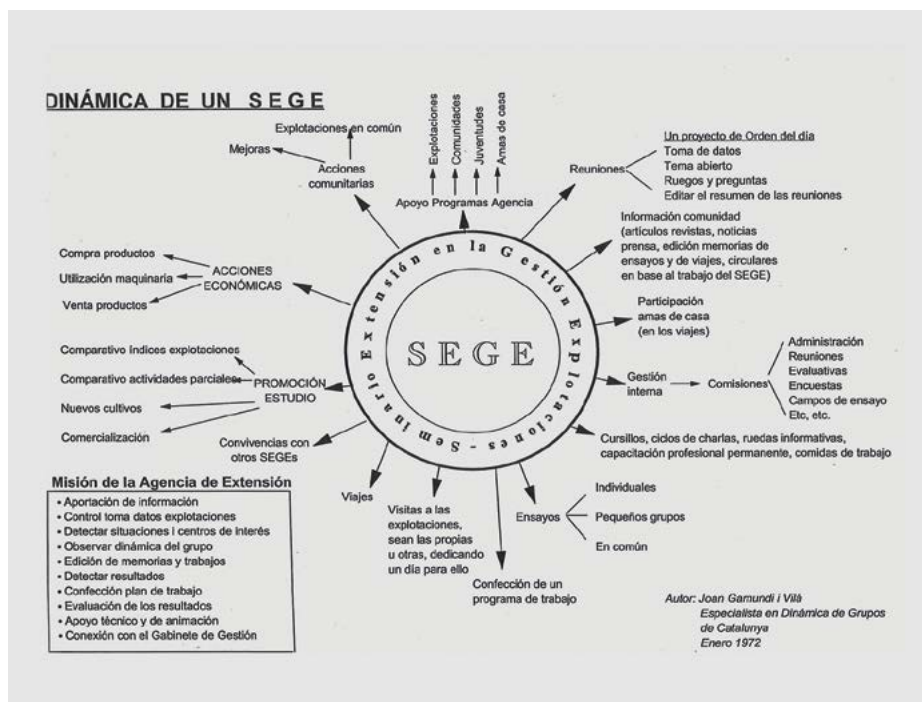 DINÁMICA DE UN SEGE
Explotaciones en común
Mejoras
Acciones
comunitarias
Explotaciones
Comunidades
Juventudes
Amas de casa
Apoyo Programas Agencia
Reuniones
Un proyecto de Orden del día
Toma de datos
Tema abierto
Ruegos y preguntas
Editar el resumen de las reuniones
Información comunidad
(artículos revistas, noticias
prensa, edición memorias de
ensayos y de viajes, circulares
en base al trabajo del SEGE)
Compra productos
Utilización maquinaria
Venta productos
ACCIONES
ECONÓMICAS
Participación
amas de casa
(en los viajes)
Seminario Extensión en la Gestión Explotaciones -
SEGE
Gestión
interna
Comisiones
Administración
Reuniones
Evaluativas
Encuestas
Campos de ensayo
Etc, etc.
Comparativo índices explotaciones
Comparativo actividades parciales
Nuevos cultivos
Comercialización
PROMOCIÓN
ESTUDIO
Convivencias con
otros SEGEs
Cursillos, ciclos de charlas, ruedas informativas,
capacitación profesional permanente, comidas de trabajo
Viajes
Visitas a las
explotaciones,
sean las propias
u otras, dedicando
un día para ello
Confección de un
programa de trabajo
Ensayos
Individuales
Pequeños grupos
En común
Misión de la Agencia de Extensión
• Aportación de información
• Control toma datos explotaciones
• Detectar situaciones i centros de interés
• Observar dinámica del grupo
• Edición de memorias y trabajos
• Detectar resultados
• Confección plan de trabajo
• Evaluación de los resultados
• Apoyo técnico y de animación
• Conexión con el Gabinete de Gestión
Autor: Joan Gamundi i Vilà
Especialista en Dinámica de Grupos
de Catalunya
Enero 1972